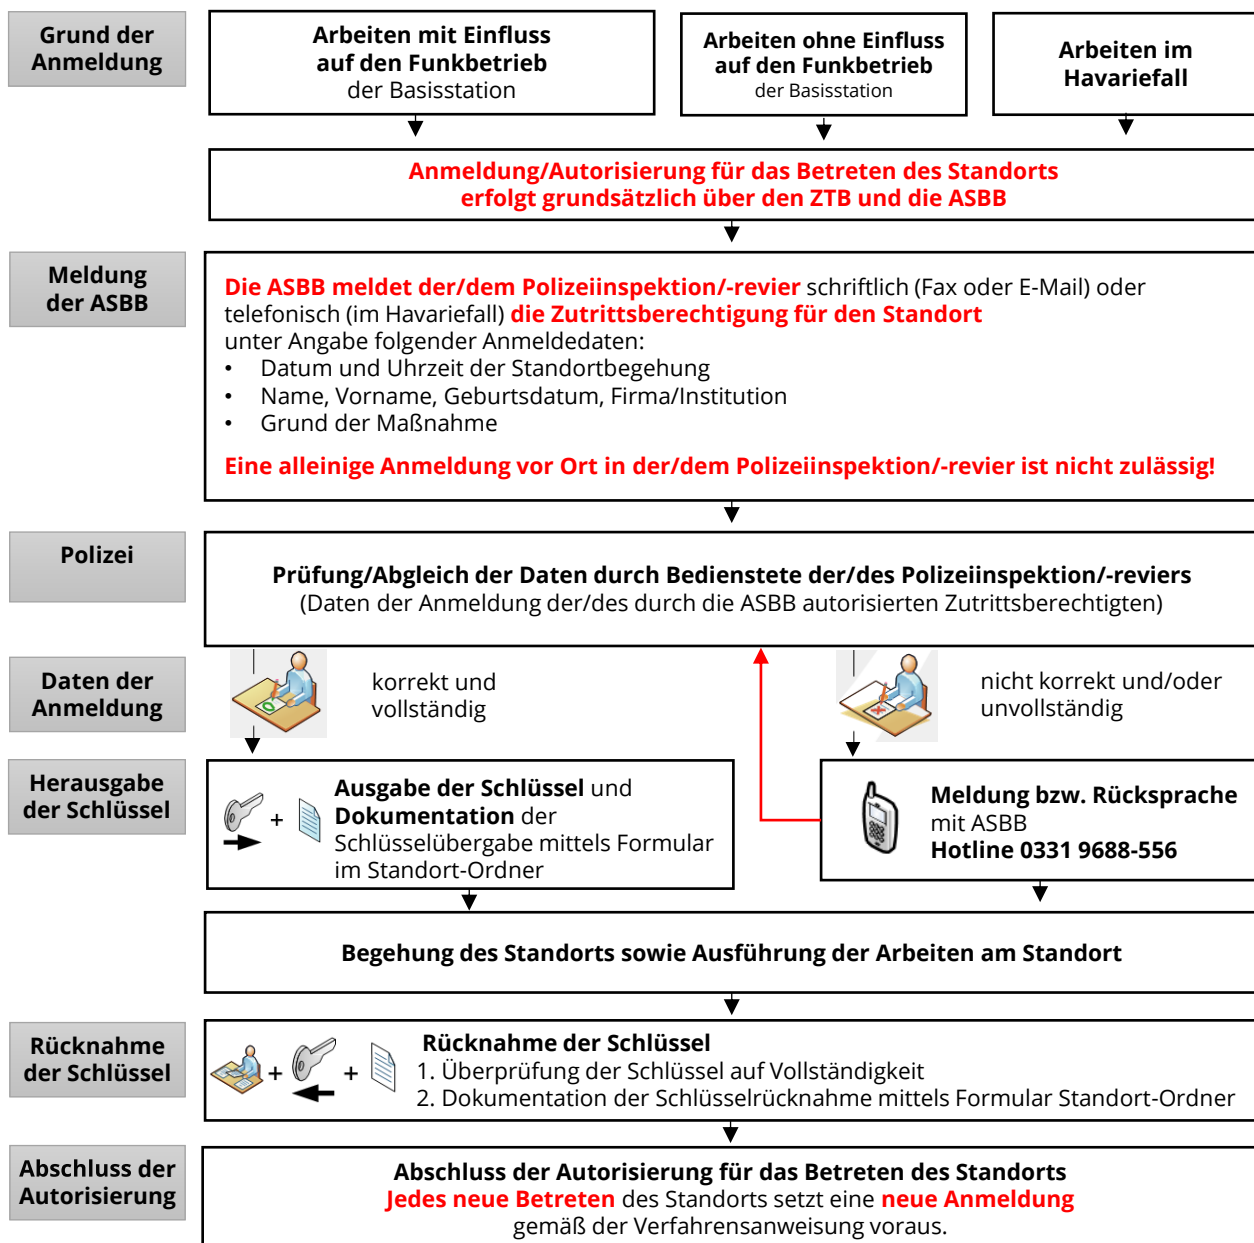 Grund der
Anmeldung
Arbeiten mit Einfluss
auf den Funkbetrieb
der Basisstation
Arbeiten ohne Einfluss
auf den Funkbetrieb
der Basisstation
Arbeiten im
Havariefall
Anmeldung/Autorisierung für das Betreten des Standorts
erfolgt grundsätzlich über den ZTB und die ASBB
Meldung
der ASBB
Die ASBB meldet der/dem Polizeiinspektion/-revier schriftlich (Fax oder E-Mail) oder
telefonisch (im Havariefall) die Zutrittsberechtigung für den Standort
unter Angabe folgender Anmeldedaten:
• Datum und Uhrzeit der Standortbegehung
• Name, Vorname, Geburtsdatum, Firma/Institution
• Grund der Maßnahme
Eine alleinige Anmeldung vor Ort in der/dem Polizeiinspektion/-revier ist nicht zulässig!
Polizei
Prüfung/Abgleich der Daten durch Bedienstete der/des Polizeiinspektion/-reviers
(Daten der Anmeldung der/des durch die ASBB autorisierten Zutrittsberechtigten)
Daten der
Anmeldung
korrekt und
vollständig
nicht korrekt und/oder
unvollständig
Herausgabe
der Schlüssel
+
Ausgabe der Schlüssel und
Dokumentation der
Schlüsselübergabe mittels Formular
im Standort-Ordner
Meldung bzw. Rücksprache
mit ASBB
Hotline 0331 9688-556
Begehung des Standorts sowie Ausführung der Arbeiten am Standort
Rücknahme
der Schlüssel
+ +
Rücknahme der Schlüssel
1. Überprüfung der Schlüssel auf Vollständigkeit
2. Dokumentation der Schlüsselrücknahme mittels Formular Standort-Ordner
Abschluss der
Autorisierung
Abschluss der Autorisierung für das Betreten des Standorts
Jedes neue Betreten des Standorts setzt eine neue Anmeldung
gemäß der Verfahrensanweisung voraus.